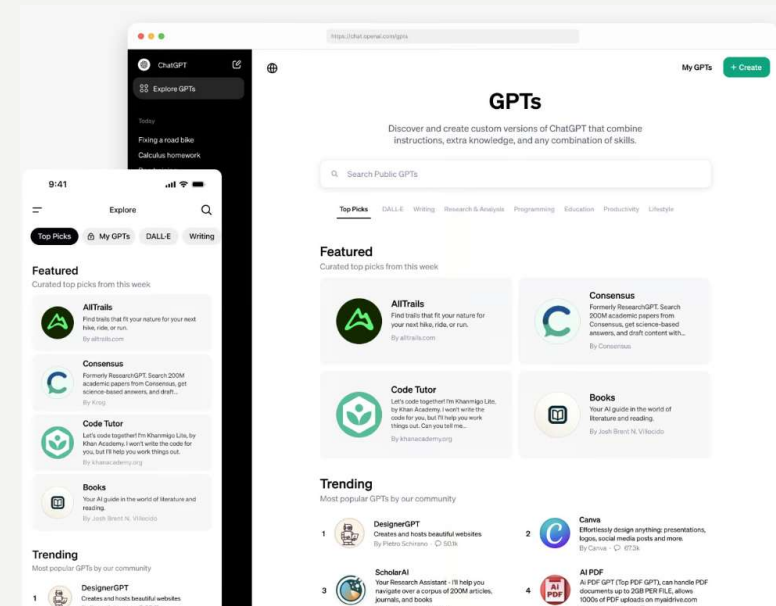 https://chat.openai.com/gpts
ChatGPT
Explore GPTs
Today
Fixing a road bike
Calculus homework
My GPTs
+ Create
GPTs
Discover and create custom versions of ChatGPT that combine
instructions, extra knowledge, and any combination of skills.
Search Public GPTs
Top Picks DALL·E Writing Research & Analysis Programming Education Productivity Lifestyle
Featured
Curated top picks from this week
AllTrails
Find trails that fit your nature for
your next hike, ride, or run.
By alltrails.com
Consensus
Formerly ResearchGPT. Search
200M academic papers from
Consensus, get science-based
answers, and draft content with...
By Consensus
Code Tutor
Let's code together! I'm Khanmigo Lite,
by Khan Academy. I won't write the
code for you, but I'll help you work
things out. Can you tell me...
By khanacademy.org
Books
Your AI guide in the world of
literature and reading.
By Josh Brent N. Villocido
Trending
Most popular GPTs by our community
1
DesignerGPT
Creates and hosts beautiful websites
By Pietro Schirano · 50.1k
2
Canva
Effortlessly design anything: presentations,
logos, social media posts and more.
By Canva · 67.3k
3
ScholarAI
Your Research Assistant - I'll help you
navigate over a corpus of 200M articles,
journals, and books
4
AI PDF
AI PDF
Ai PDF GPT (Top PDF GPT), can handle PDF
documents up to 2GB PER FILE, allows
1000s of PDF uploads on myaidrive.com
9:41
Explore
Top Picks My GPTs DALL·E Writing
Featured
Curated top picks from this week
AllTrails
Find trails that fit your nature for your next
hike, ride, or run.
By alltrails.com
Consensus
Formerly ResearchGPT. Search 200M
academic papers from Consensus, get
science-based answers, and draft...
By Kreg
Code Tutor
Let's code together! I'm Khanmigo Lite, by
Khan Academy. I won't write the code for
you, but I'll help you work things out.
By khanacademy.org
Books
Your AI guide in the world of literature and
reading.
By Josh Brent N. Villocido
Trending
Most popular GPTs by our community
1
DesignerGPT
Creates and hosts beautiful websites